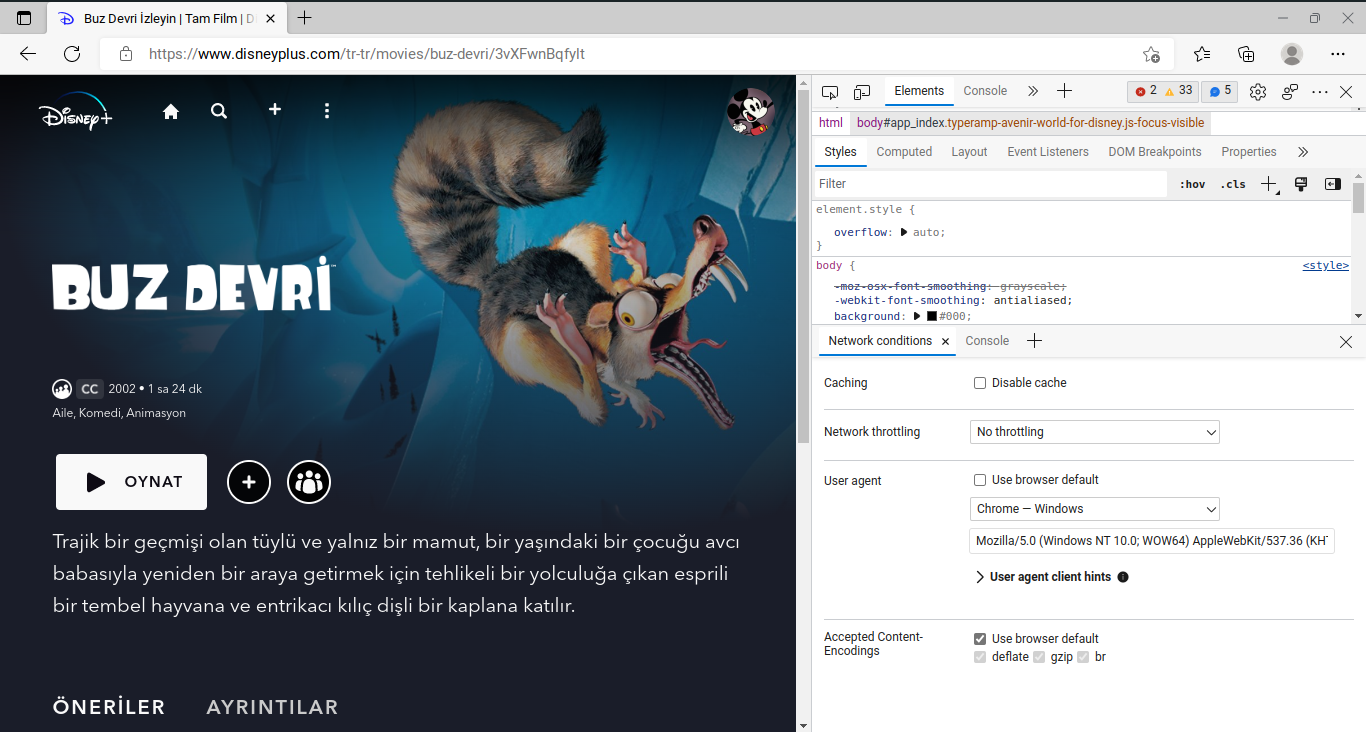 Buz Devri İzleyin | Tam Film | D
https://www.disneyplus.com/tr-tr/movies/buz-devri/3vXFwnBqfyIt
Disney+
BUZ DEVRİ
CC 2002 • 1 sa 24 dk
Aile, Komedi, Animasyon
OYNAT
Trajik bir geçmişi olan tüylü ve yalnız bir mamut, bir yaşındaki bir çocuğu avcı
babasıyla yeniden bir araya getirmek için tehlikeli bir yolculuğa çıkan esprili
bir tembel hayvana ve entrikacı kılıç dişli bir kaplana katılır.
ÖNERİLER AYRINTILAR
Elements Console 2 33 5
html body#app_index.typeramp-avenir-world-for-disney.js-focus-visible
Styles Computed Layout Event Listeners DOM Breakpoints Properties
Filter :hov .cls
element.style {
overflow: auto;
}
body { <style>
-moz-osx-font-smoothing: grayscale;
-webkit-font-smoothing: antialiased;
background: #000;
Network conditions Console
Caching Disable cache
Network throttling No throttling
User agent Use browser default
Chrome — Windows
Mozilla/5.0 (Windows NT 10.0; WOW64) AppleWebKit/537.36 (KHT
User agent client hints
Accepted Content-
Encodings
Use browser default
deflate gzip br